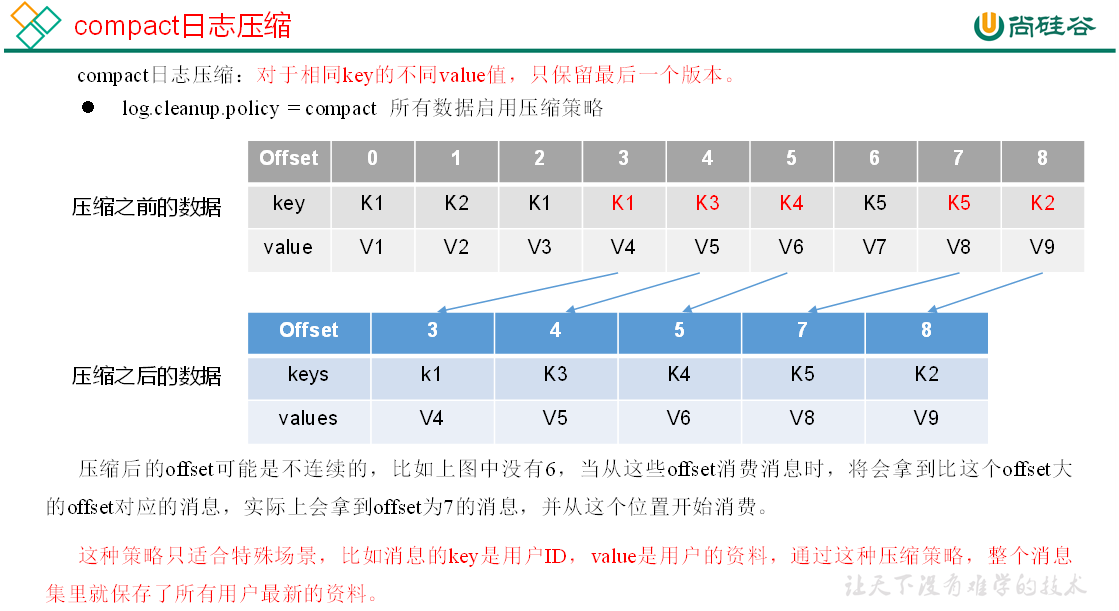 compact日志压缩
尚硅谷
compact日志压缩：对于相同key的不同value值，只保留最后一个版本。
● log.cleanup.policy = compact 所有数据启用压缩策略
压缩之前的数据
Offset 0 1 2 3 4 5 6 7 8
key K1 K2 K1 K1 K3 K4 K5 K5 K2
value V1 V2 V3 V4 V5 V6 V7 V8 V9
压缩之后的数据
Offset 3 4 5 7 8
keys k1 K3 K4 K5 K2
values V4 V5 V6 V8 V9
压缩后的offset可能是不连续的，比如上图中没有6，当从这些offset消费消息时，将会拿到比这个offset大
的offset对应的消息，实际上会拿到offset为7的消息，并从这个位置开始消费。
这种策略只适合特殊场景，比如消息的key是用户ID，value是用户的资料，通过这种压缩策略，整个消息
集里就保存了所有用户最新的资料。
让天下没有难学的技术